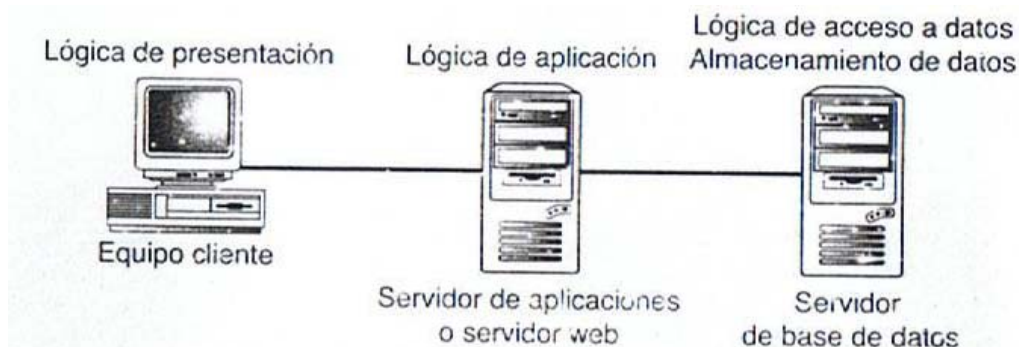 Lógica de presentación
Equipo cliente
Lógica de aplicación
Servidor de aplicaciones
o servidor web
Lógica de acceso a datos
Almacenamiento de datos
Servidor
de base de datos